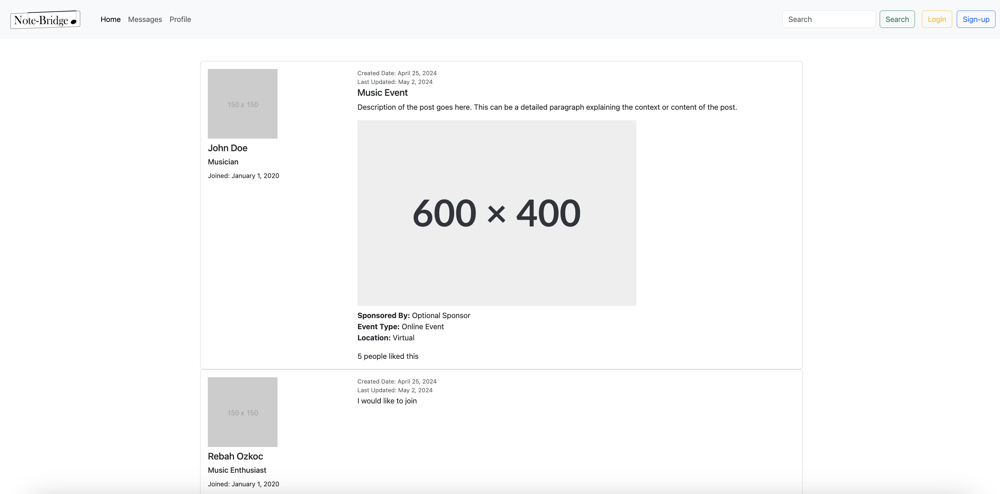 Note-Bridge
Home Messages Profile
Search Search Login Sign-up
150 x 150
John Doe
Musician
Joined: January 1, 2020
Created Date: April 25, 2024
Last Updated: May 2, 2024
Music Event
Description of the post goes here. This can be a detailed paragraph explaining the context or content of the post.
600 × 400
Sponsored By: Optional Sponsor
Event Type: Online Event
Location: Virtual
5 people liked this
150 x 150
Rebah Ozkoc
Music Enthusiast
Joined: January 1, 2020
Created Date: April 25, 2024
Last Updated: May 2, 2024
I would like to join